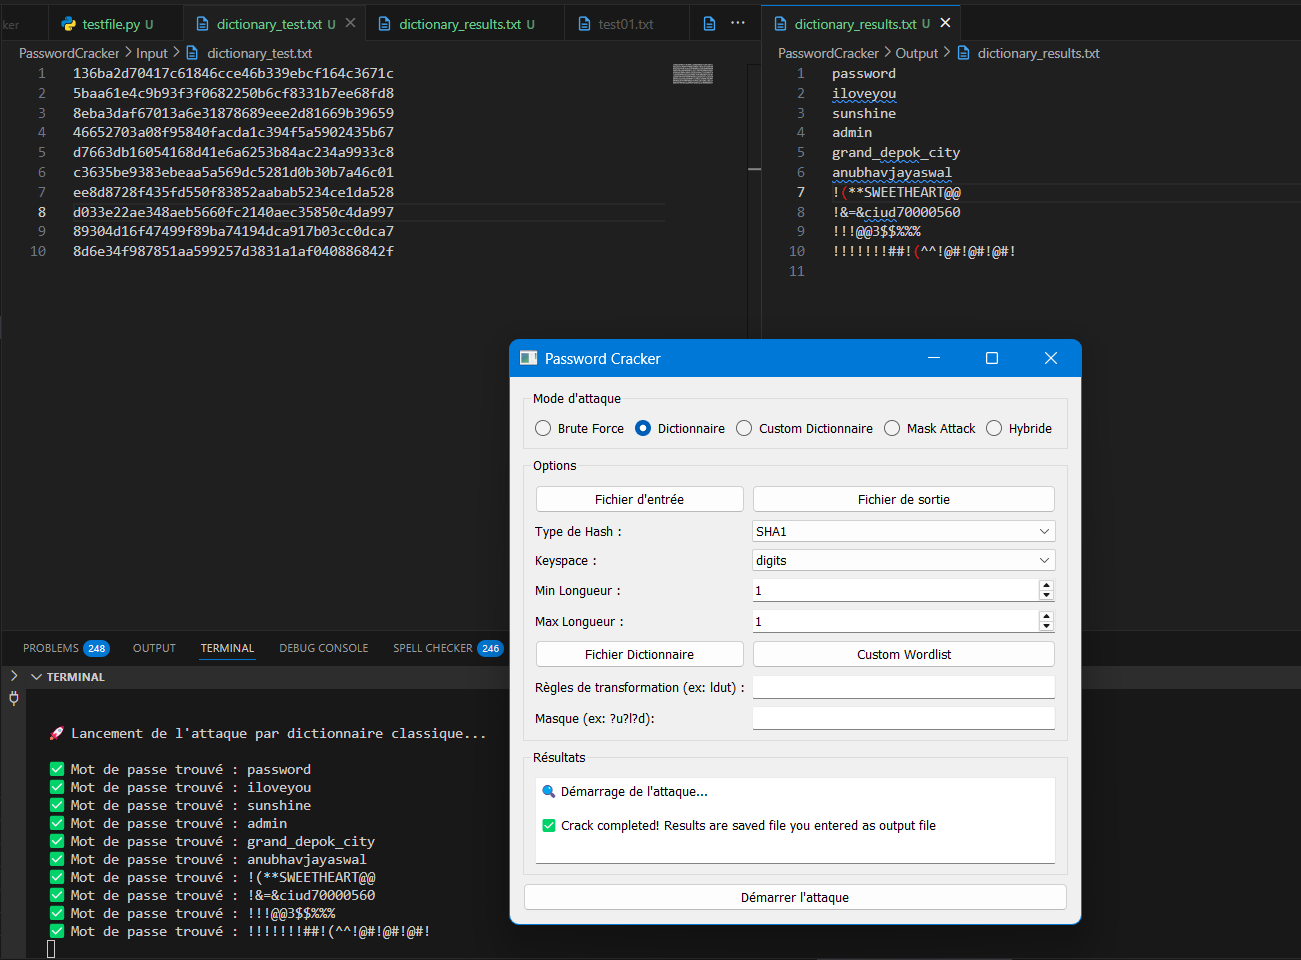 ker
testfile.py U
dictionary_test.txt U
dictionary_results.txt U
test01.txt
dictionary_results.txt U
PasswordCracker > Input > dictionary_test.txt
1 136ba2d70417c61846cce46b339ebcf164c3671c
2 5baa61e4c9b93f3f0682250b6cf8331b7ee68fd8
3 8eba3daf67013a6e31878689eee2d81669b39659
4 46652703a08f95840facda1c394f5a5902435b67
5 d7663db16054168d41e6a6253b84ac234a9933c8
6 c3635be9383ebeaa5a569dc5281d0b30b7a46c01
7 ee8d8728f435fd550f83852aabab5234ce1da528
8 d033e22ae348aeb5660fc2140aec35850c4da997
9 89304d16f47499f89ba74194dca917b03cc0dca7
10 8d6e34f987851aa599257d3831a1af040886842f
PasswordCracker > Output > dictionary_results.txt
1 password
2 iloveyou
3 sunshine
4 admin
5 grand_depok_city
6 anubhavjayaswal
7 !(**SWEETHEART@@
8 !&=&ciud70000560
9 !!!@@3$$%%%
10 !!!!!!!##!(^^!@#!@#!@#!
11
PROBLEMS 248
OUTPUT
TERMINAL
DEBUG CONSOLE
SPELL CHECKER 246
TERMINAL
🚀 Lancement de l'attaque par dictionnaire classique...
✅ Mot de passe trouvé : password
✅ Mot de passe trouvé : iloveyou
✅ Mot de passe trouvé : sunshine
✅ Mot de passe trouvé : admin
✅ Mot de passe trouvé : grand_depok_city
✅ Mot de passe trouvé : anubhavjayaswal
✅ Mot de passe trouvé : !(**SWEETHEART@@
✅ Mot de passe trouvé : !&=&ciud70000560
✅ Mot de passe trouvé : !!!@@3$$%%%
✅ Mot de passe trouvé : !!!!!!!##!(^^!@#!@#!@#!
Password Cracker
Mode d'attaque
Brute Force
Dictionnaire
Custom Dictionnaire
Mask Attack
Hybride
Options
Fichier d'entrée
Fichier de sortie
Type de Hash :
SHA1
Keyspace :
digits
Min Longueur :
1
Max Longueur :
1
Fichier Dictionnaire
Custom Wordlist
Règles de transformation (ex: ldut) :
Masque (ex: ?u?l?d):
Résultats
🔍 Démarrage de l'attaque...
✅ Crack completed! Results are saved file you entered as output file
Démarrer l'attaque